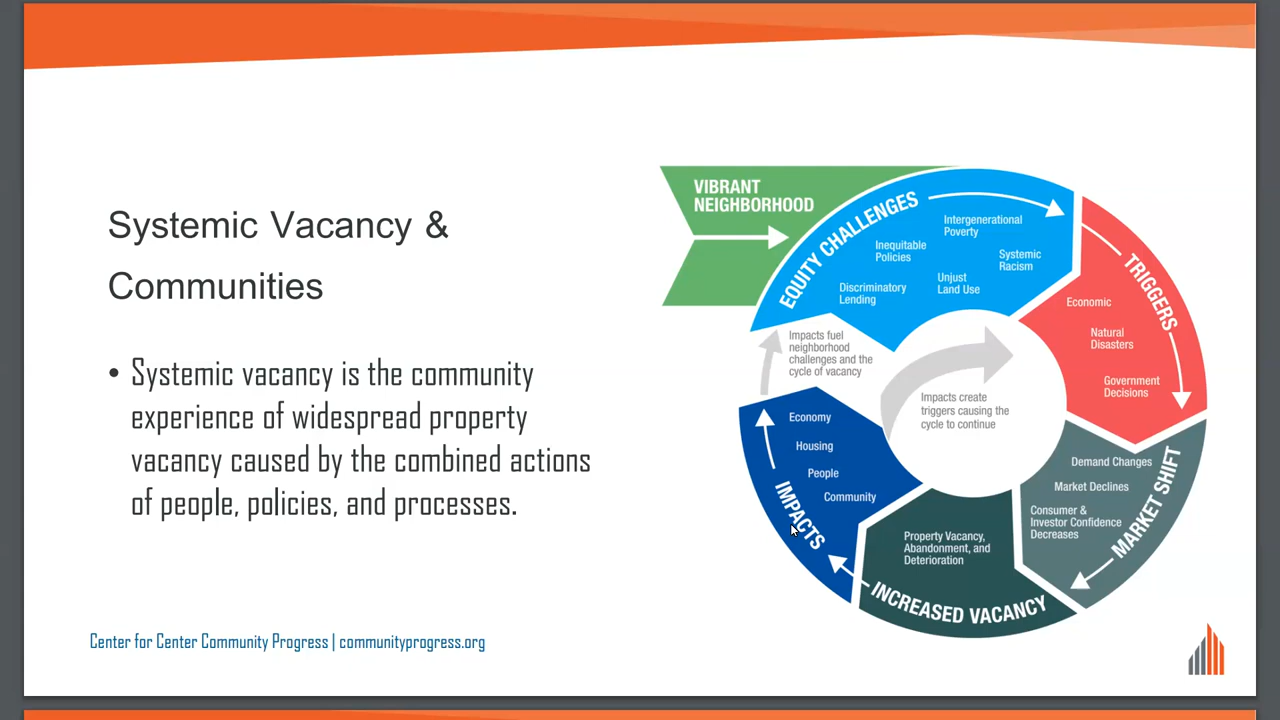 Systemic Vacancy &
Communities
• Systemic vacancy is the community
experience of widespread property
vacancy caused by the combined actions
of people, policies, and processes.
Center for Center Community Progress | communityprogress.org
VIBRANT
NEIGHBORHOOD
EQUITY CHALLENGES
Intergenerational
Poverty
Inequitable
Policies
Systemic
Racism
Unjust
Land Use
Discriminatory
Lending
TRIGGERS
Economic
Natural
Disasters
Government
Decisions
MARKET SHIFT
Demand Changes
Market Declines
Consumer &
Investor Confidence
Decreases
INCREASED VACANCY
Property Vacancy,
Abandonment, and
Deterioration
IMPACTS
Economy
Housing
People
Community
Impacts fuel
neighborhood
challenges and the
cycle of vacancy
Impacts create
triggers causing the
cycle to continue